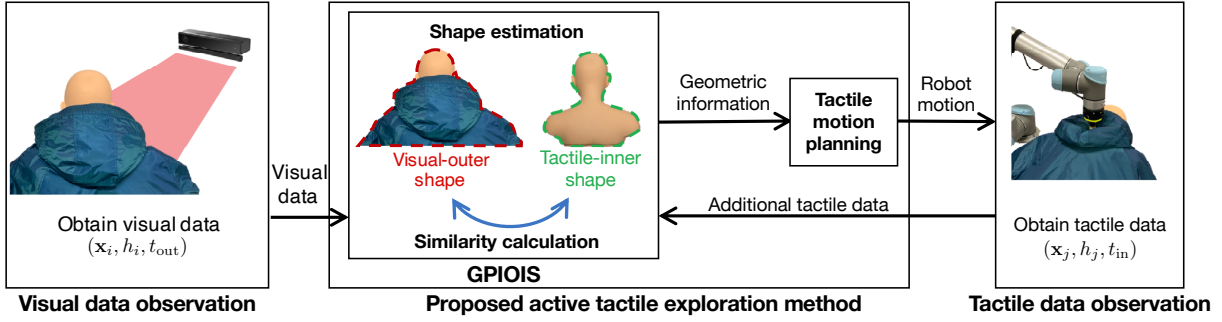 Obtain visual data
(x_i, h_i, t_out)
Visual data observation
Visual
data
Shape estimation
Visual-outer
shape
Tactile-inner
shape
Similarity calculation
GPIOIS
Geometric
information
Tactile
motion
planning
Robot
motion
Additional tactile data
Proposed active tactile exploration method
Obtain tactile data
(x_j, h_j, t_in)
Tactile data observation